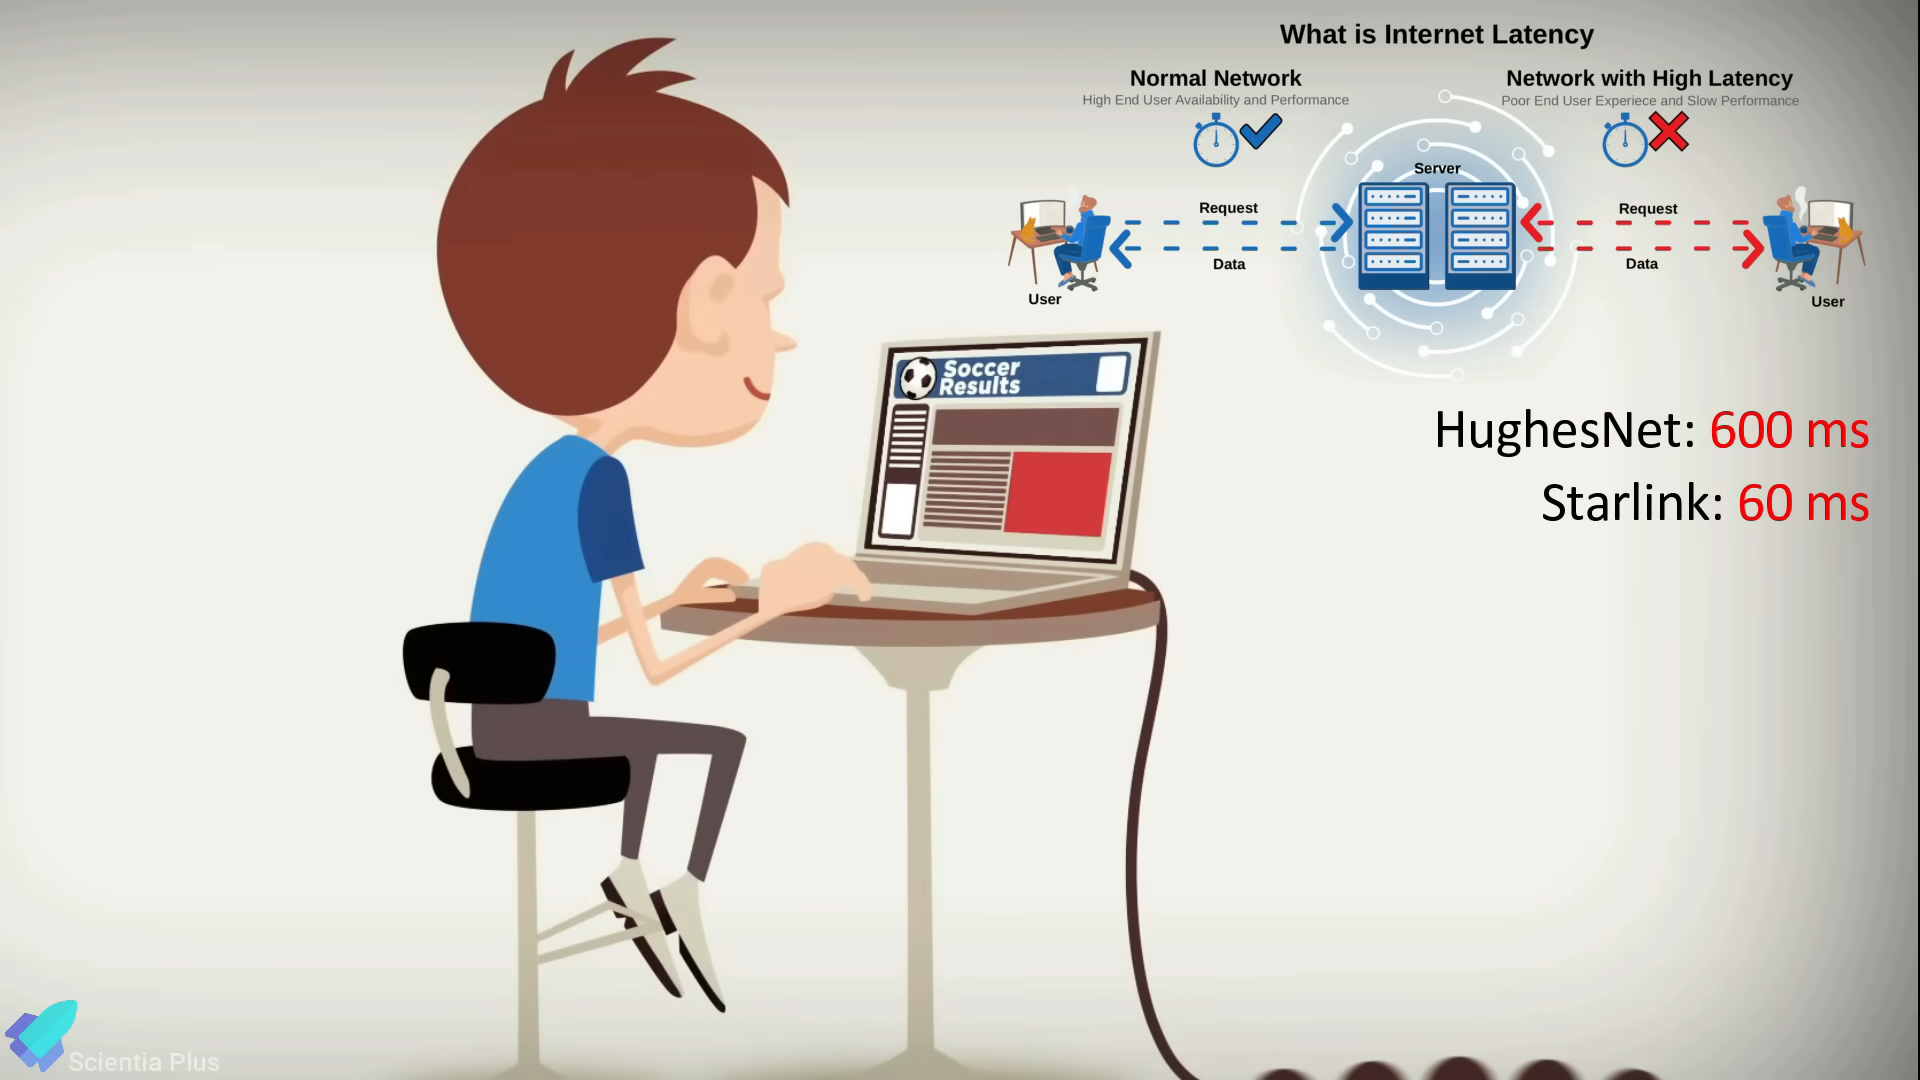 What is Internet Latency
Normal Network
High End User Availability and Performance
Network with High Latency
Poor End User Experiece and Slow Performance
Server
Request
Data
User
Request
Data
User
Soccer
Results
HughesNet: 600 ms
Starlink: 60 ms
Scientia Plus